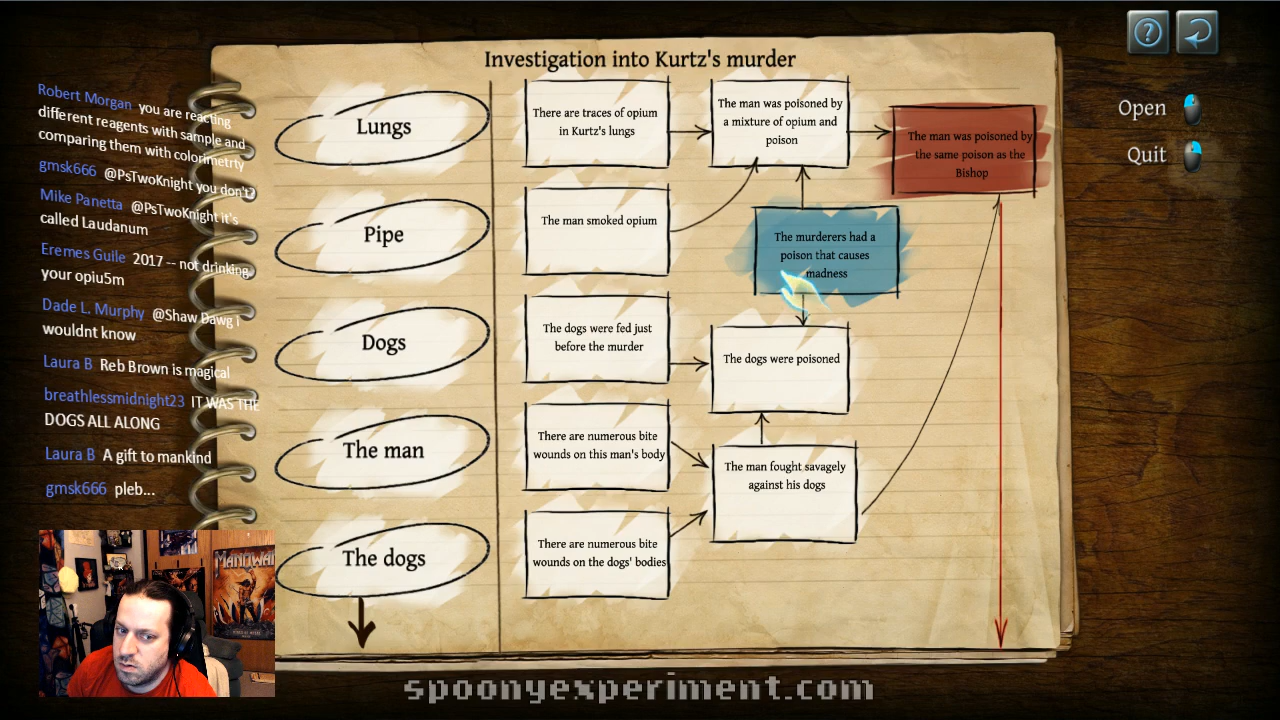 Investigation into Kurtz's murder
Open
Quit
Robert Morgan you are reacting
different reagents with sample and
comparing them with colorimetrty
gmsk666 @PsTwoKnight you don't?
Mike Panetta @PsTwoKnight it's
called Laudanum
Eremes Guile 2017 -- not drinking
your opiu5m
Dade L. Murphy @Shaw Dawg i
wouldnt know
Laura B Reb Brown is magical
breathlessmidnight23 IT WAS THE
DOGS ALL ALONG
Laura B A gift to mankind
gmsk666 pleb...
Lungs
Pipe
Dogs
The man
The dogs
There are traces of opium
in Kurtz's lungs
The man smoked opium
The dogs were fed just
before the murder
There are numerous bite
wounds on this man's body
There are numerous bite
wounds on the dogs' bodies
The man was poisoned by
a mixture of opium and
poison
The murderers had a
poison that causes
madness
The dogs were poisoned
The man fought savagely
against his dogs
The man was poisoned by
the same poison as the
Bishop
MANOWAR
spoonyexperiment.com